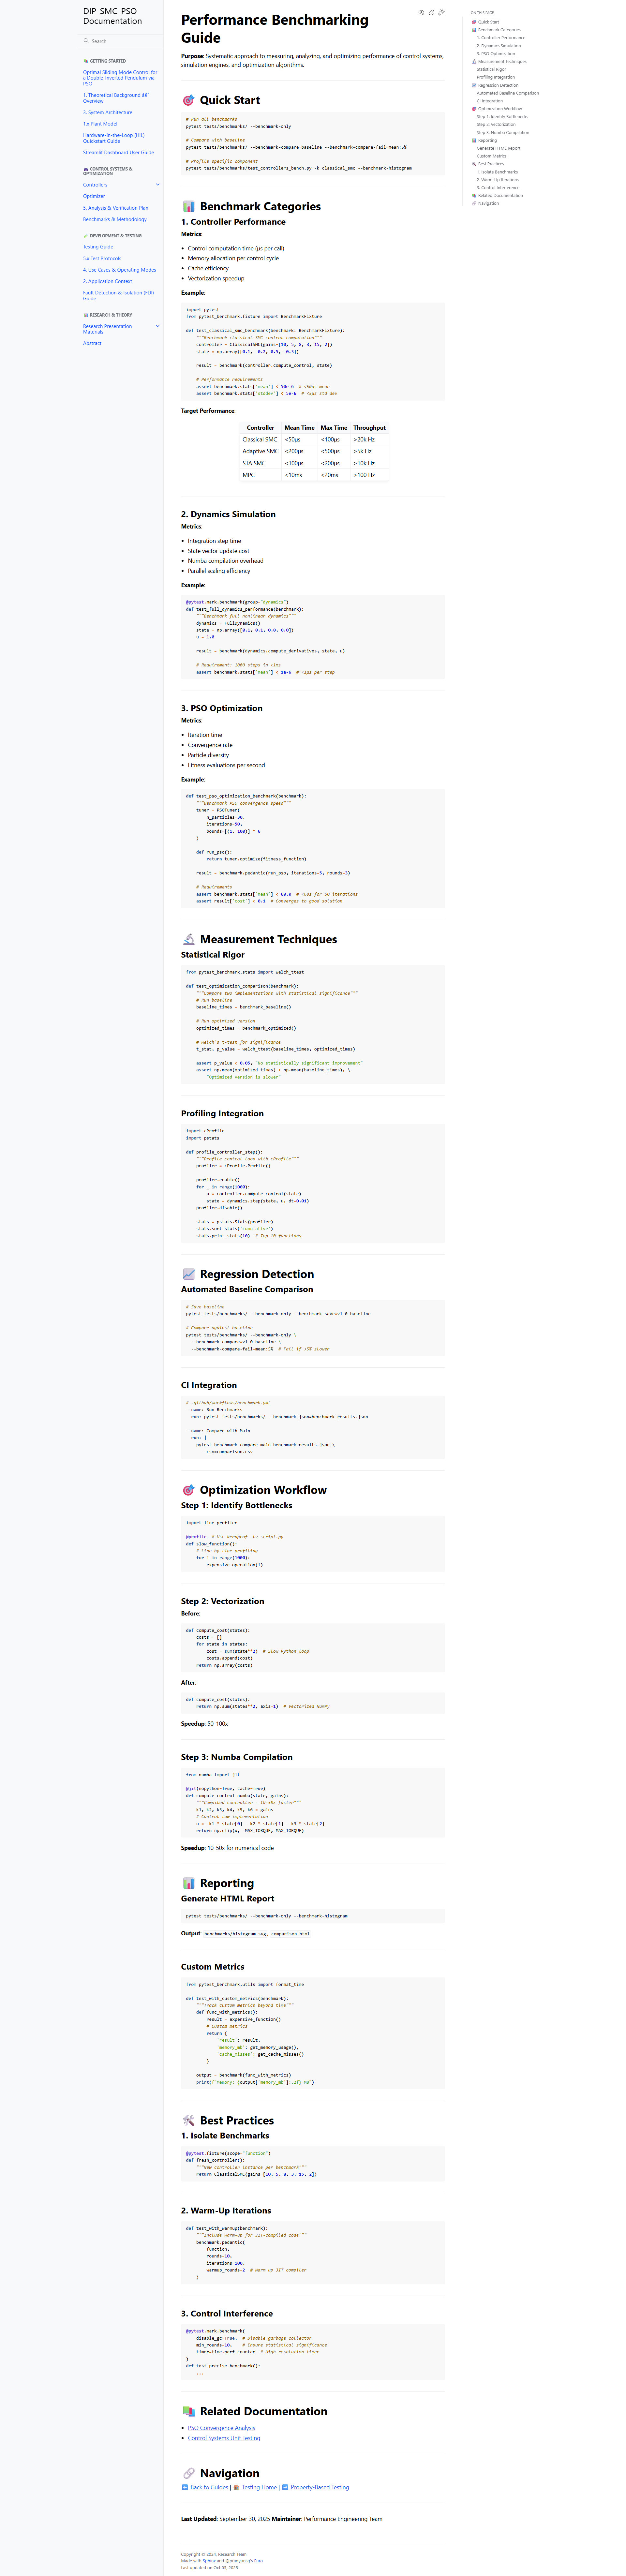 DIP_SMC_PSO
Documentation
Search
GETTING STARTED
Optimal Sliding Mode Control for
a Double-Inverted Pendulum via
PSO
1. Theoretical Background â€"
Overview
3. System Architecture
1.x Plant Model
Hardware-in-the-Loop (HIL)
Quickstart Guide
Streamlit Dashboard User Guide
CONTROL SYSTEMS &
OPTIMIZATION
Controllers
Optimizer
5. Analysis & Verification Plan
Benchmarks & Methodology
DEVELOPMENT & TESTING
Testing Guide
5.x Test Protocols
4. Use Cases & Operating Modes
2. Application Context
Fault Detection & Isolation (FDI)
Guide
RESEARCH & THEORY
Research Presentation
Materials
Abstract
Performance Benchmarking
Guide
Purpose: Systematic approach to measuring, analyzing, and optimizing performance of control systems,
simulation engines, and optimization algorithms.
Quick Start
# Run all benchmarks
pytest tests/benchmarks/ --benchmark-only
# Compare with baseline
pytest tests/benchmarks/ --benchmark-compare=baseline --benchmark-compare-fail=mean:5%
# Profile specific component
pytest tests/benchmarks/test_controllers_bench.py -k classical_smc --benchmark-histogram
Benchmark Categories
1. Controller Performance
Metrics:
• Control computation time (μs per call)
• Memory allocation per control cycle
• Cache efficiency
• Vectorization speedup
Example:
import pytest
from pytest_benchmark.fixture import BenchmarkFixture
def test_classical_smc_benchmark(benchmark: BenchmarkFixture):
"""Benchmark classical SMC control computation"""
controller = ClassicalSMC(gains=[10, 5, 8, 3, 15, 2])
state = np.array([0.1, -0.2, 0.5, -0.3])
result = benchmark(controller.compute_control, state)
# Performance requirements
assert benchmark.stats['mean'] < 50e-6  # <50μs mean
assert benchmark.stats['stddev'] < 5e-6  # <5μs std dev
Target Performance:
Controller Mean Time Max Time Throughput
Classical SMC <50μs <100μs >20k Hz
Adaptive SMC <200μs <500μs >5k Hz
STA SMC <100μs <200μs >10k Hz
MPC <10ms <20ms >100 Hz
2. Dynamics Simulation
Metrics:
• Integration step time
• State vector update cost
• Numba compilation overhead
• Parallel scaling efficiency
Example:
@pytest.mark.benchmark(group="dynamics")
def test_full_dynamics_performance(benchmark):
"""Benchmark full nonlinear dynamics"""
dynamics = FullDynamics()
state = np.array([0.1, 0.1, 0.0, 0.0])
u = 1.0
result = benchmark(dynamics.compute_derivatives, state, u)
# Requirement: 1000 steps in <1ms
assert benchmark.stats['mean'] < 1e-6  # <1μs per step
3. PSO Optimization
Metrics:
• Iteration time
• Convergence rate
• Particle diversity
• Fitness evaluations per second
Example:
def test_pso_optimization_benchmark(benchmark):
"""Benchmark PSO convergence speed"""
tuner = PSOTuner(
n_particles=30,
iterations=50,
bounds=[(1, 100)] * 6
)
def run_pso():
return tuner.optimize(fitness_function)
result = benchmark.pedantic(run_pso, iterations=5, rounds=3)
# Requirements
assert benchmark.stats['mean'] < 60.0  # <60s for 50 iterations
assert result['cost'] < 0.1  # Converges to good solution
Measurement Techniques
Statistical Rigor
from pytest_benchmark.stats import welch_ttest
def test_optimization_comparison(benchmark):
"""Compare two implementations with statistical significance"""
# Run baseline
baseline_times = benchmark_baseline()
# Run optimized version
optimized_times = benchmark_optimized()
# Welch's t-test for significance
t_stat, p_value = welch_ttest(baseline_times, optimized_times)
assert p_value < 0.05, "No statistically significant improvement"
assert np.mean(optimized_times) < np.mean(baseline_times), \
"Optimized version is slower"
Profiling Integration
import cProfile
import pstats
def profile_controller_step():
"""Profile control loop with cProfile"""
profiler = cProfile.Profile()
profiler.enable()
for _ in range(1000):
u = controller.compute_control(state)
state = dynamics.step(state, u, dt=0.01)
profiler.disable()
stats = pstats.Stats(profiler)
stats.sort_stats('cumulative')
stats.print_stats(10)  # Top 10 functions
Regression Detection
Automated Baseline Comparison
# Save baseline
pytest tests/benchmarks/ --benchmark-only --benchmark-save=v1_0_baseline
# Compare against baseline
pytest tests/benchmarks/ --benchmark-only \
--benchmark-compare=v1_0_baseline \
--benchmark-compare-fail=mean:5%  # Fail if >5% slower
CI Integration
# .github/workflows/benchmark.yml
- name: Run Benchmarks
run: pytest tests/benchmarks/ --benchmark-json=benchmark_results.json
- name: Compare with Main
run: |
pytest-benchmark compare main benchmark_results.json \
--csv=comparison.csv
Optimization Workflow
Step 1: Identify Bottlenecks
import line_profiler
@profile  # Use kernprof -lv script.py
def slow_function():
# Line-by-line profiling
for i in range(1000):
expensive_operation(i)
Step 2: Vectorization
Before:
def compute_cost(states):
costs = []
for state in states:
cost = sum(state**2)  # Slow Python loop
costs.append(cost)
return np.array(costs)
After:
def compute_cost(states):
return np.sum(states**2, axis=1)  # Vectorized NumPy
Speedup: 50-100x
Step 3: Numba Compilation
from numba import jit
@jit(nopython=True, cache=True)
def compute_control_numba(state, gains):
"""Compiled controller - 10-50x faster"""
k1, k2, k3, k4, k5, k6 = gains
# Control law implementation
u = -k1 * state[0] - k2 * state[1] - k3 * state[2]
return np.clip(u, -MAX_TORQUE, MAX_TORQUE)
Speedup: 10-50x for numerical code
Reporting
Generate HTML Report
pytest tests/benchmarks/ --benchmark-only --benchmark-histogram
Output: benchmarks/histogram.svg, comparison.html
Custom Metrics
from pytest_benchmark.utils import format_time
def test_with_custom_metrics(benchmark):
"""Track custom metrics beyond time"""
def func_with_metrics():
result = expensive_function()
# Custom metrics
return {
'result': result,
'memory_mb': get_memory_usage(),
'cache_misses': get_cache_misses()
}
output = benchmark(func_with_metrics)
print(f"Memory: {output['memory_mb']:.2f} MB")
Best Practices
1. Isolate Benchmarks
@pytest.fixture(scope="function")
def fresh_controller():
"""New controller instance per benchmark"""
return ClassicalSMC(gains=[10, 5, 8, 3, 15, 2])
2. Warm-Up Iterations
def test_with_warmup(benchmark):
"""Include warm-up for JIT-compiled code"""
benchmark.pedantic(
function,
rounds=10,
iterations=100,
warmup_rounds=2  # Warm up JIT compiler
)
3. Control Interference
@pytest.mark.benchmark(
disable_gc=True,  # Disable garbage collector
min_rounds=10,    # Ensure statistical significance
timer=time.perf_counter  # High-resolution timer
)
def test_precise_benchmark():
...
Related Documentation
• PSO Convergence Analysis
• Control Systems Unit Testing
Navigation
Back to Guides | Testing Home | Property-Based Testing
Last Updated: September 30, 2025 Maintainer: Performance Engineering Team
Copyright © 2024, Research Team
Made with Sphinx and @pradyunsg's Furo
Last updated on Oct 03, 2025
ON THIS PAGE
Quick Start
Benchmark Categories
1. Controller Performance
2. Dynamics Simulation
3. PSO Optimization
Measurement Techniques
Statistical Rigor
Profiling Integration
Regression Detection
Automated Baseline Comparison
CI Integration
Optimization Workflow
Step 1: Identify Bottlenecks
Step 2: Vectorization
Step 3: Numba Compilation
Reporting
Generate HTML Report
Custom Metrics
Best Practices
1. Isolate Benchmarks
2. Warm-Up Iterations
3. Control Interference
Related Documentation
Navigation